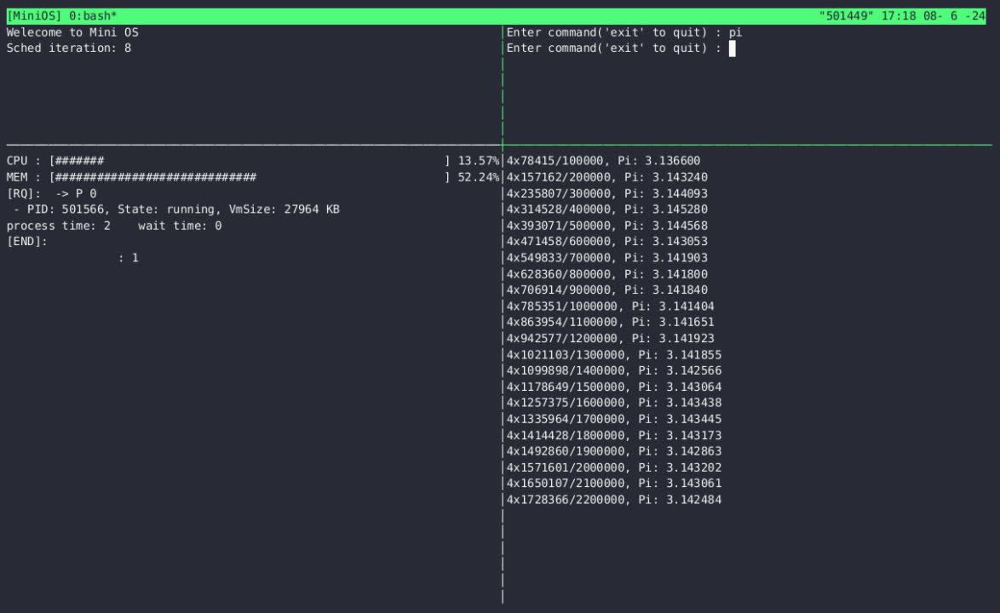 [MiniOS] 0:bash* "501449" 17:18 08- 6 -24
Welecome to Mini OS
Sched iteration: 8
Enter command('exit' to quit) : pi
Enter command('exit' to quit) :
CPU : [####### ] 13.57%
MEM : [############################# ] 52.24%
[RQ]:  -> P 0
 - PID: 501566, State: running, VmSize: 27964 KB
process time: 2    wait time: 0
[END]:
: 1
4x78415/100000, Pi: 3.136600
4x157162/200000, Pi: 3.143240
4x235807/300000, Pi: 3.144093
4x314528/400000, Pi: 3.145280
4x393071/500000, Pi: 3.144568
4x471458/600000, Pi: 3.143053
4x549833/700000, Pi: 3.141903
4x628360/800000, Pi: 3.141800
4x706914/900000, Pi: 3.141840
4x785351/1000000, Pi: 3.141404
4x863954/1100000, Pi: 3.141651
4x942577/1200000, Pi: 3.141923
4x1021103/1300000, Pi: 3.141855
4x1099898/1400000, Pi: 3.142566
4x1178649/1500000, Pi: 3.143064
4x1257375/1600000, Pi: 3.143438
4x1335964/1700000, Pi: 3.143445
4x1414428/1800000, Pi: 3.143173
4x1492860/1900000, Pi: 3.142863
4x1571601/2000000, Pi: 3.143202
4x1650107/2100000, Pi: 3.143061
4x1728366/2200000, Pi: 3.142484